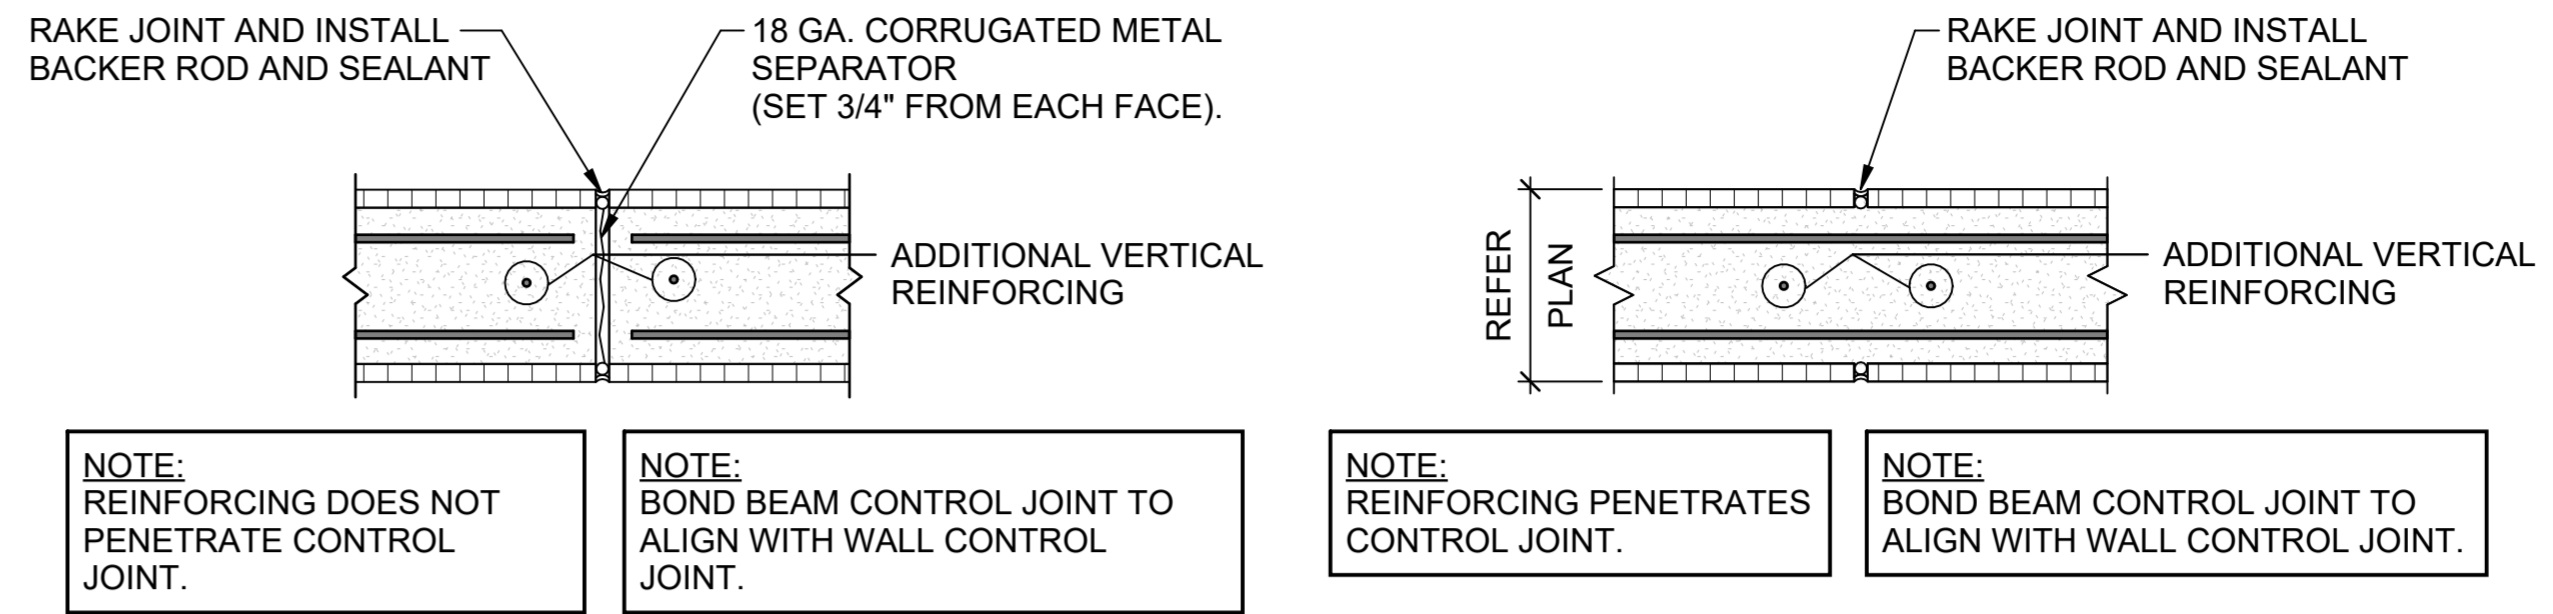 RAKE JOINT AND INSTALL
BACKER ROD AND SEALANT
18 GA. CORRUGATED METAL
SEPARATOR
(SET 3/4" FROM EACH FACE).
ADDITIONAL VERTICAL
REINFORCING
NOTE:
REINFORCING DOES NOT
PENETRATE CONTROL
JOINT.
NOTE:
BOND BEAM CONTROL JOINT TO
ALIGN WITH WALL CONTROL
JOINT.
RAKE JOINT AND INSTALL
BACKER ROD AND SEALANT
REFER
PLAN
ADDITIONAL VERTICAL
REINFORCING
NOTE:
REINFORCING PENETRATES
CONTROL JOINT.
NOTE:
BOND BEAM CONTROL JOINT TO
ALIGN WITH WALL CONTROL JOINT.